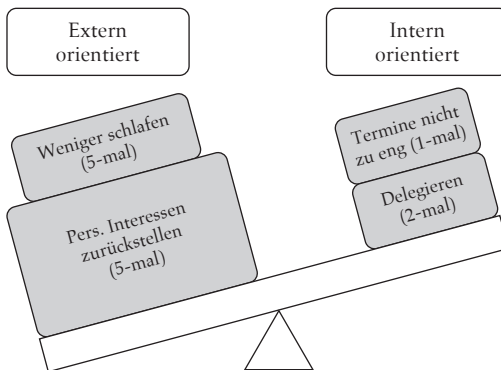 Extern
orientiert
Intern
orientiert
Weniger schlafen
(5-mal)
Pers. Interessen
zurückstellen
(5-mal)
Termine nicht
zu eng (1-mal)
Delegieren
(2-mal)